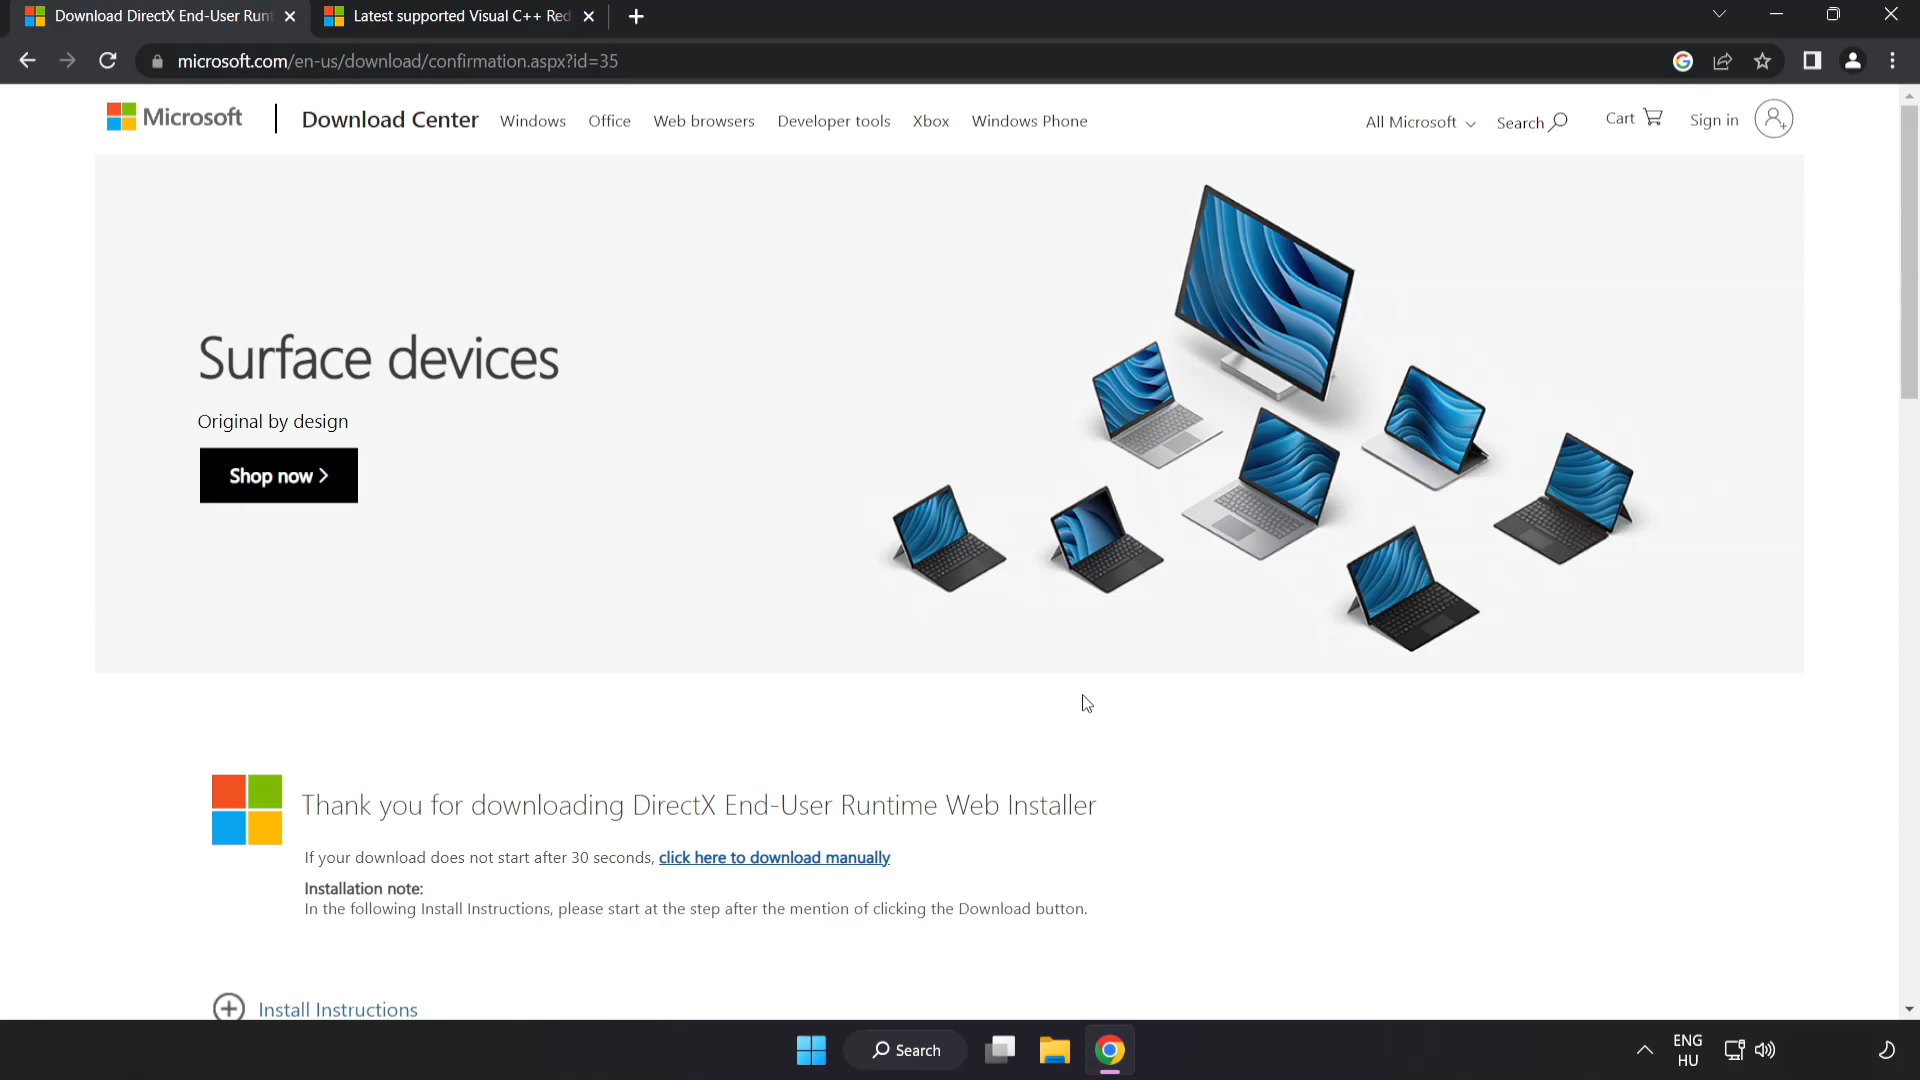 Download DirectX End-User Runt
Latest supported Visual C++ Red
microsoft.com/en-us/download/confirmation.aspx?id=35
Microsoft
Download Center
Windows
Office
Web browsers
Developer tools
Xbox
Windows Phone
All Microsoft
Search
Cart
Sign in
Surface devices
Original by design
Shop now
Thank you for downloading DirectX End-User Runtime Web Installer
If your download does not start after 30 seconds, click here to download manually
Installation note:
In the following Install Instructions, please start at the step after the mention of clicking the Download button.
Install Instructions
Search
ENG
HU